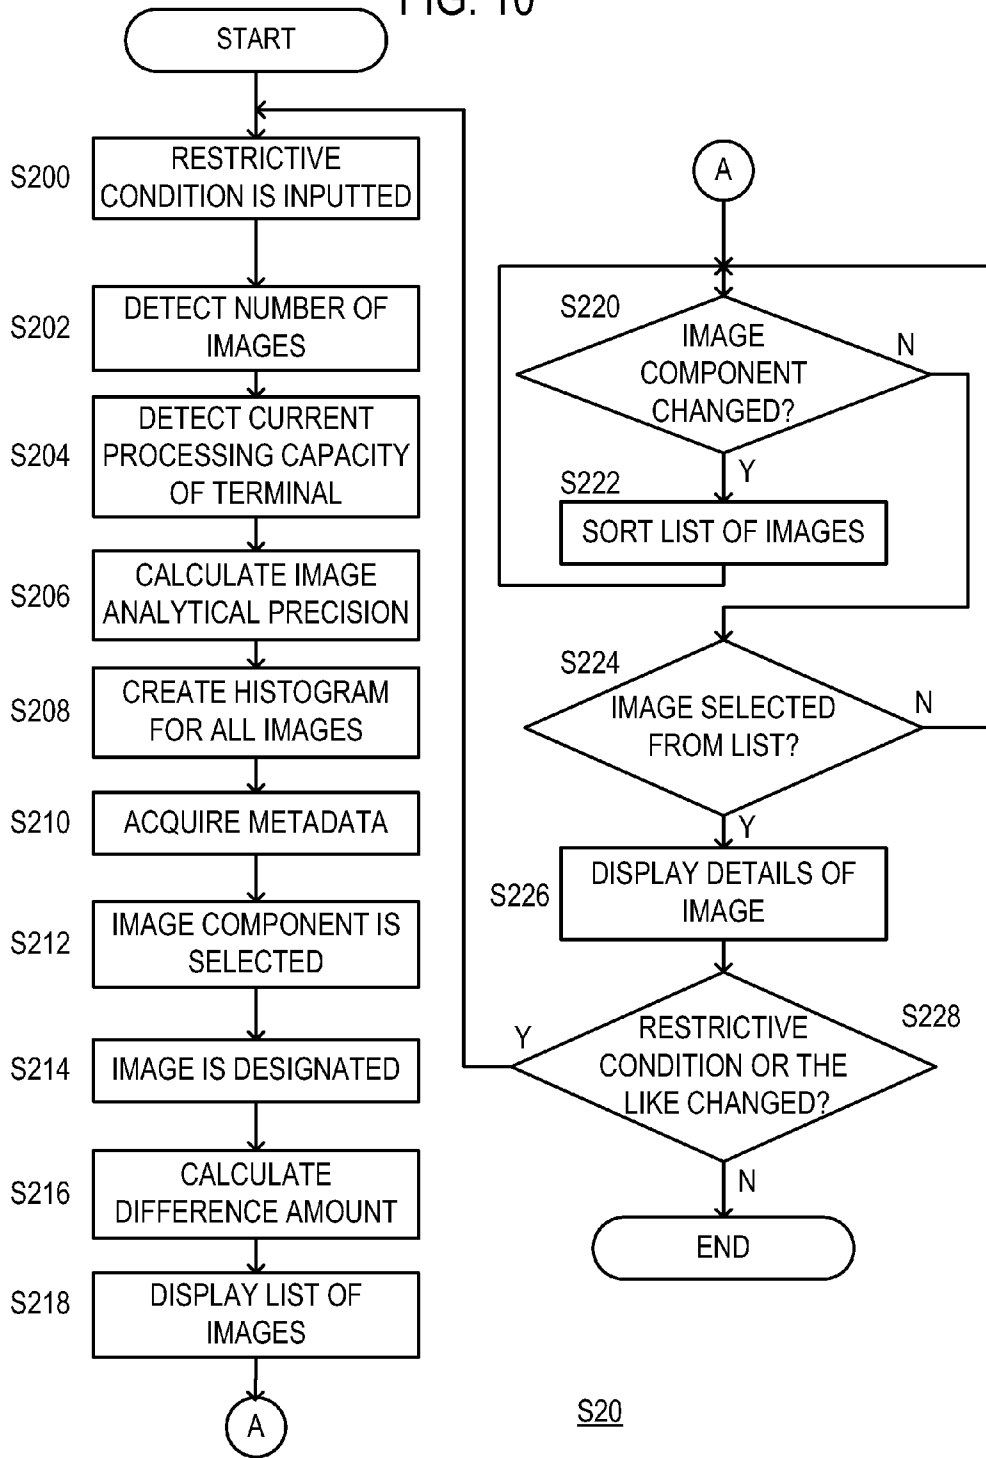 FIG. 10
START
S200
RESTRICTIVE
CONDITION IS INPUTTED
S202
DETECT NUMBER OF
IMAGES
S204
DETECT CURRENT
PROCESSING CAPACITY
OF TERMINAL
S206
CALCULATE IMAGE
ANALYTICAL PRECISION
S208
CREATE HISTOGRAM
FOR ALL IMAGES
S210
ACQUIRE METADATA
S212
IMAGE COMPONENT IS
SELECTED
S214
IMAGE IS DESIGNATED
S216
CALCULATE
DIFFERENCE AMOUNT
S218
DISPLAY LIST OF
IMAGES
A
A
S220
IMAGE
COMPONENT
CHANGED?
N
Y
S222
SORT LIST OF IMAGES
S224
IMAGE SELECTED
FROM LIST?
N
Y
S226
DISPLAY DETAILS OF
IMAGE
S228
RESTRICTIVE
CONDITION OR THE
LIKE CHANGED?
Y
N
END
S20